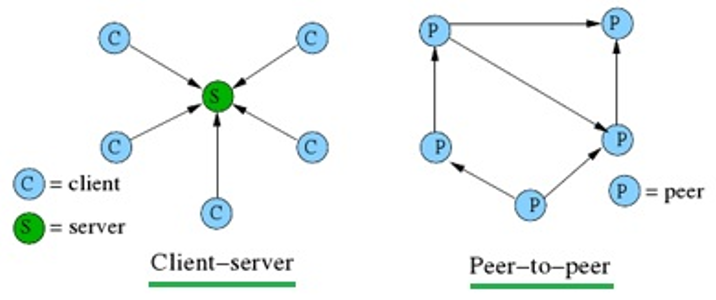 C
C
S
C
C
C
C = client
S = server
Client-server
P
P
P
P
P
P = peer
Peer-to-peer